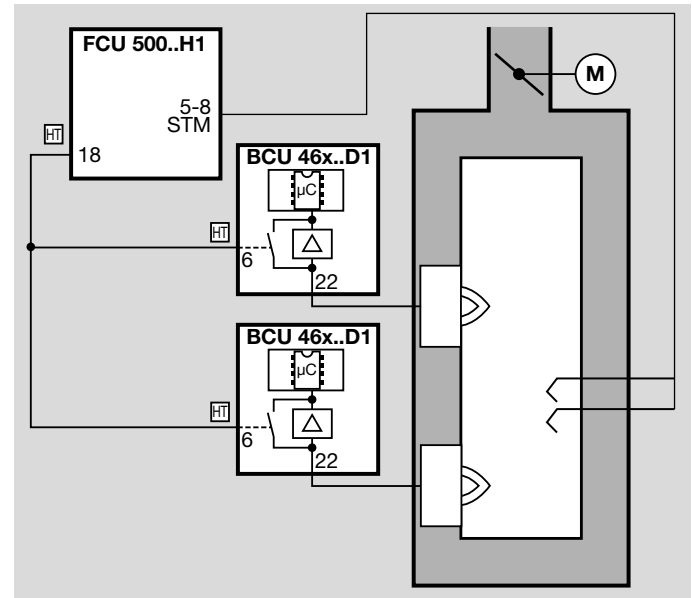 FCU 500..H1
5-8
STM
HT
18
M
BCU 46x..D1
µC
HT
6
22
BCU 46x..D1
µC
HT
6
22